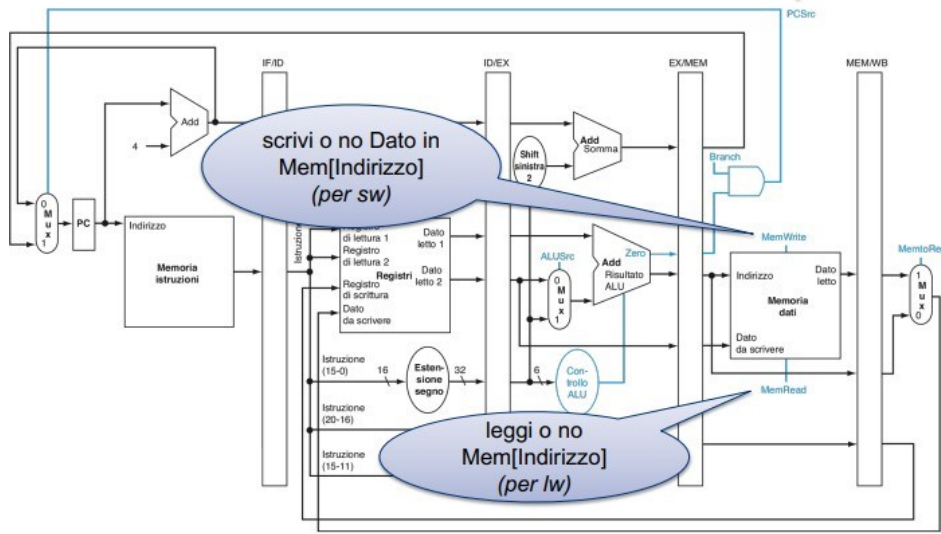 PCSrc
IF/ID
ID/EX
EX/MEM
MEM/WB
Add
4
scrivi o no Dato in
Mem[Indirizzo]
(per sw)
Shift
sinistra
2
Add
Somma
Branch
0
M
u
x
1
PC
Indirizzo
Memoria
istruzioni
Istruzione
di lettura 1
Registro
di lettura 2
Registri
Registro
di scrittura
Dato
da scrivere
Dato
letto 1
Dato
letto 2
ALUSrc
0
M
u
x
1
Zero
Add
Risultato
ALU
MemWrite
Indirizzo
Dato
letto
Memoria
dati
Dato
da scrivere
MemRead
MemtoRe
1
M
u
x
0
Istruzione
(15-0)
16
Esten-
sione
segno
32
6
Con-
trollo
ALU
Istruzione
(20-16)
Istruzione
(15-11)
leggi o no
Mem[Indirizzo]
(per lw)